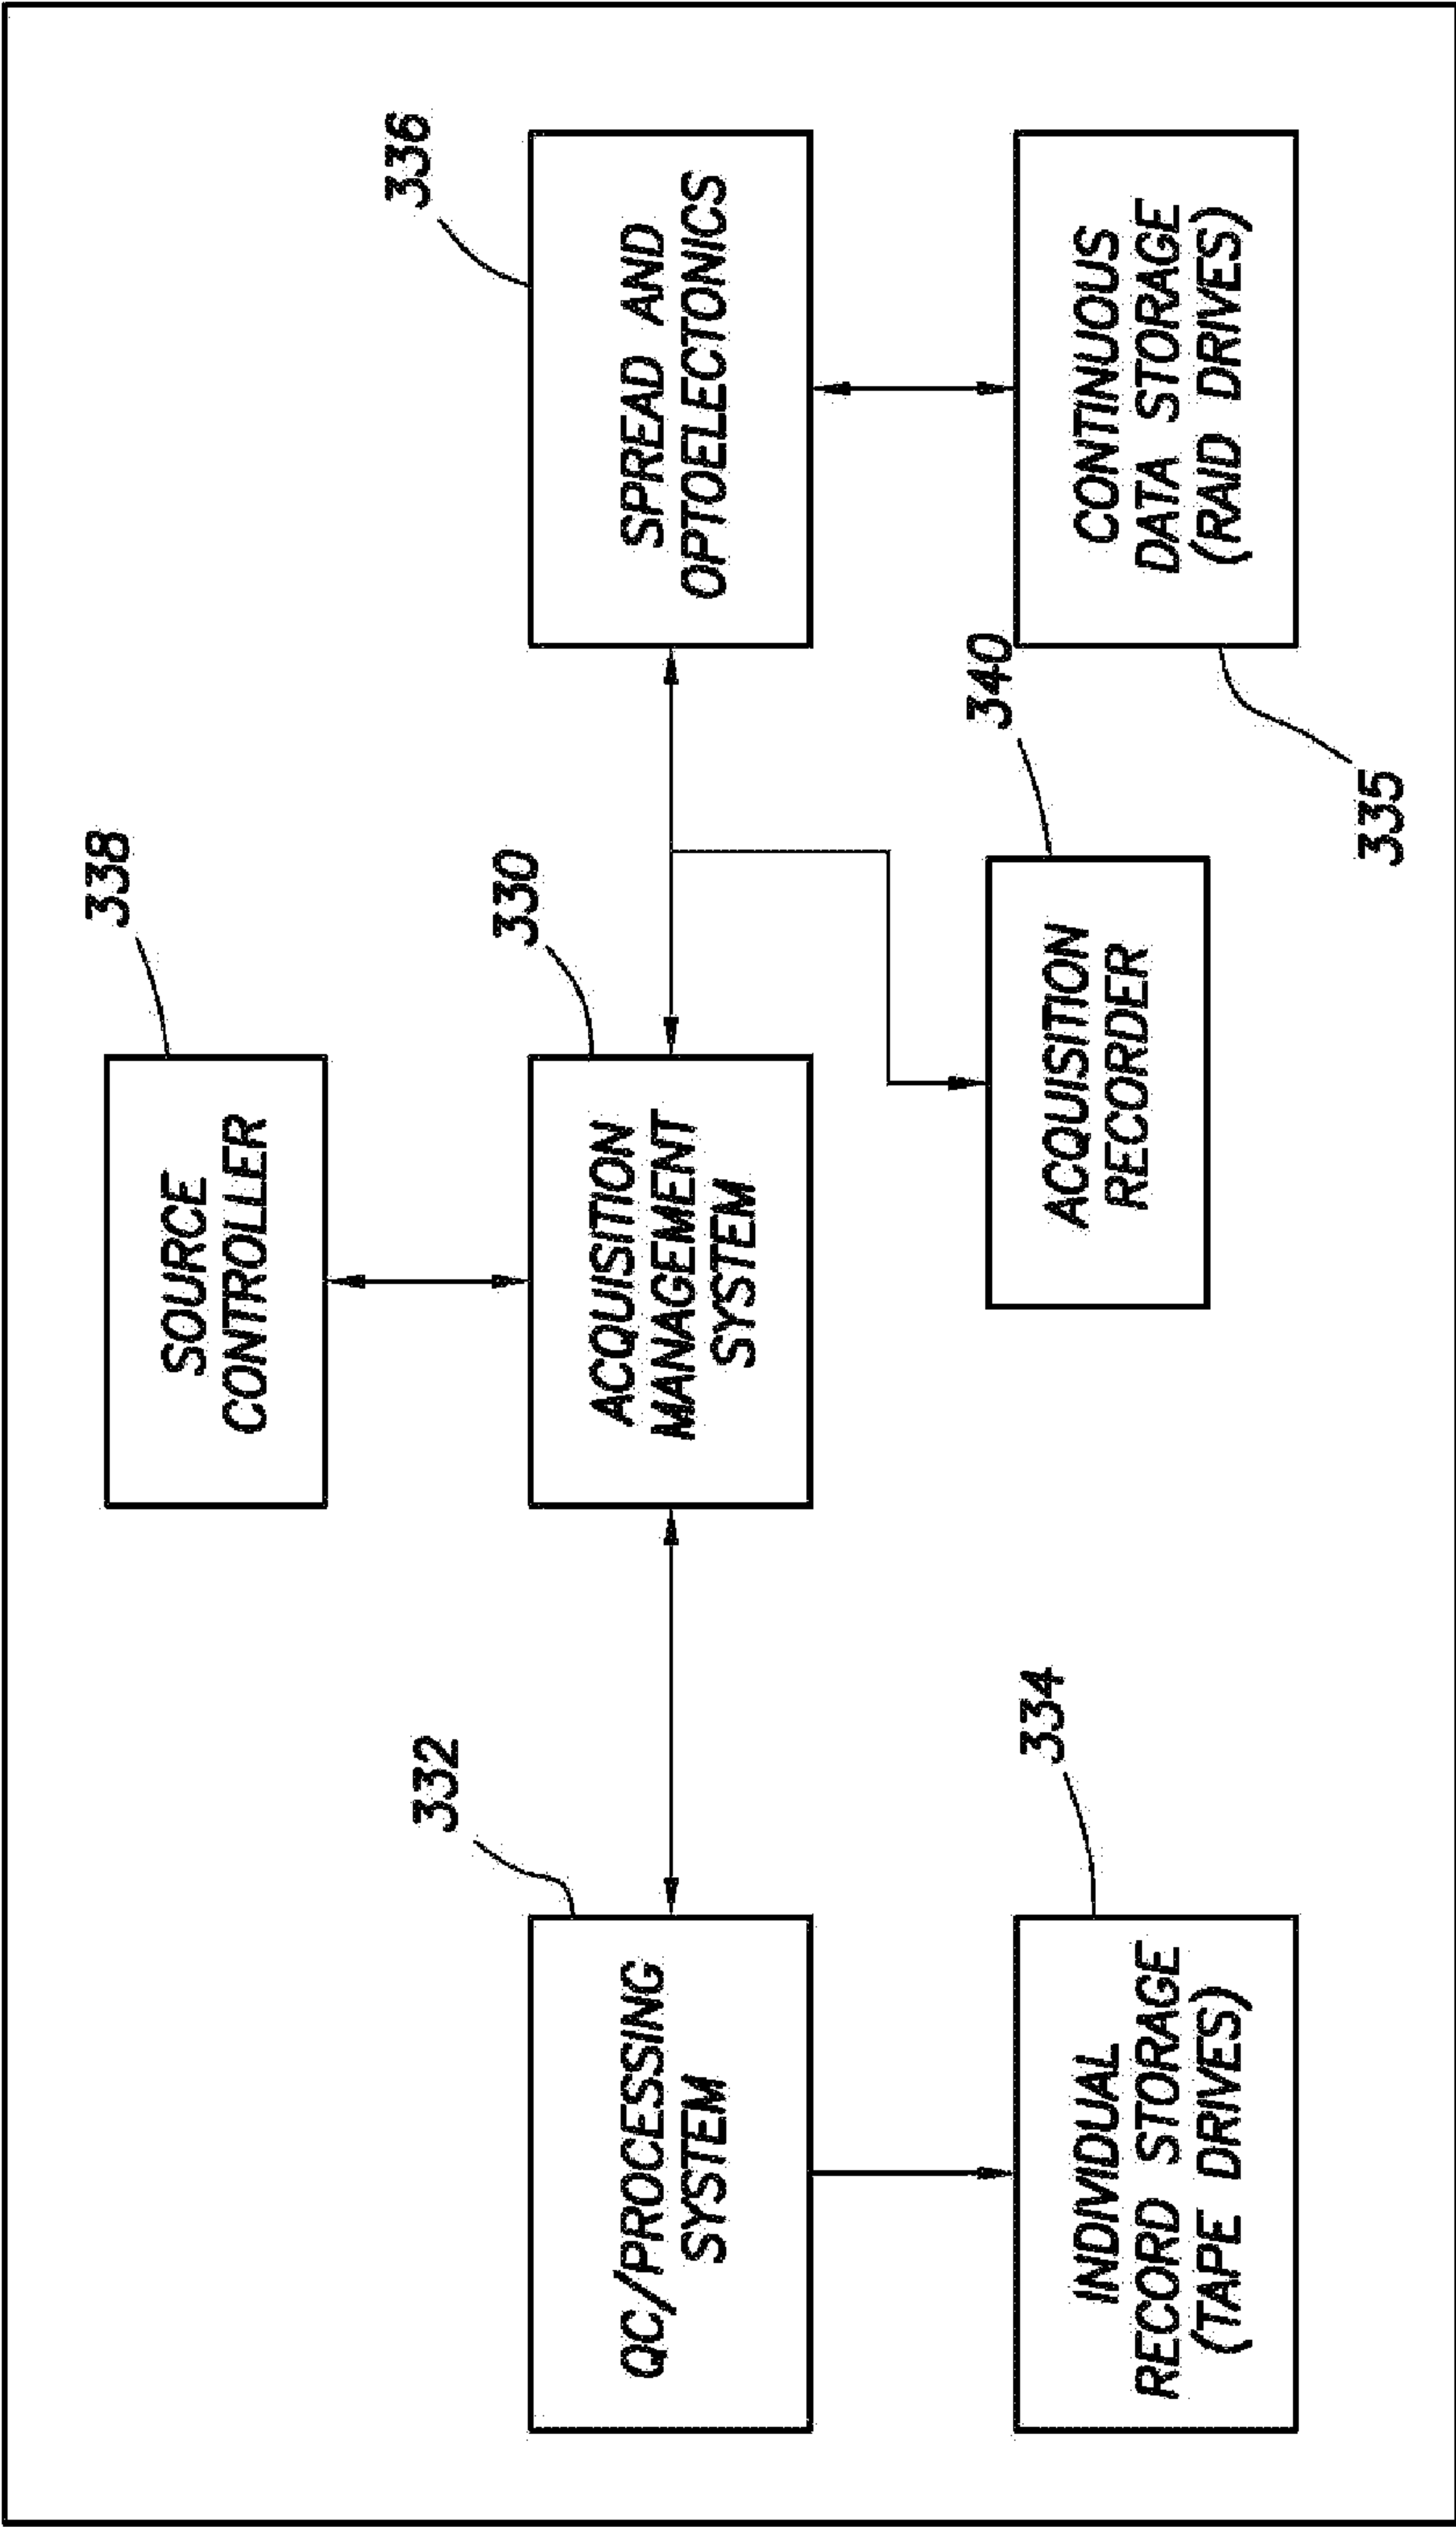 338
SOURCE
CONTROLLER
332
QC/PROCESSING
SYSTEM
330
ACQUISITION
MANAGEMENT
SYSTEM
336
SPREAD AND
OPTOELECTONICS
334
INDIVIDUAL
RECORD STORAGE
(TAPE DRIVES)
340
ACQUISITION
RECORDER
CONTINUOUS
DATA STORAGE
(RAID DRIVES)
335